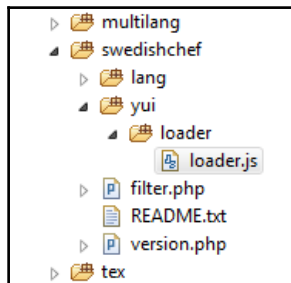 multilang
swedishchef
lang
yui
loader
loader.js
filter.php
README.txt
version.php
tex